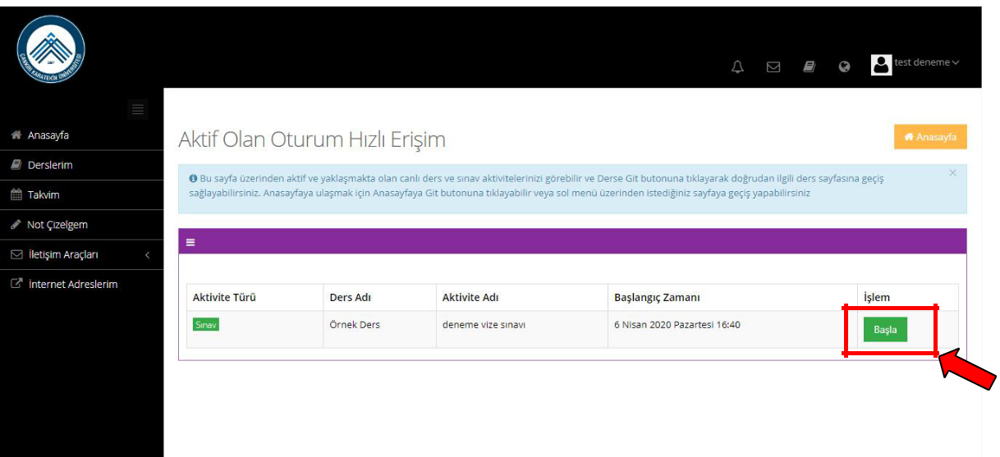 ÇANKIRI KARATEKİN ÜNİVERSİTESİ
test deneme
Anasayfa
Derslerim
Takvim
Not Çizelgem
İletişim Araçları
İnternet Adreslerim
Aktif Olan Oturum Hızlı Erişim
Anasayfa
Bu sayfa üzerinden aktif ve yaklaşmakta olan canlı ders ve sınav aktivitelerinizi görebilir ve Derse Git butonuna tıklayarak doğrudan ilgili ders sayfasına geçiş
sağlayabilirsiniz. Anasayfaya ulaşmak için Anasayfaya Git butonuna tıklayabilir veya sol menü üzerinden istediğiniz sayfaya geçiş yapabilirsiniz
Aktivite Türü Ders Adı Aktivite Adı Başlangıç Zamanı İşlem
Sınav Örnek Ders deneme vize sınavı 6 Nisan 2020 Pazartesi 16:40 Başla